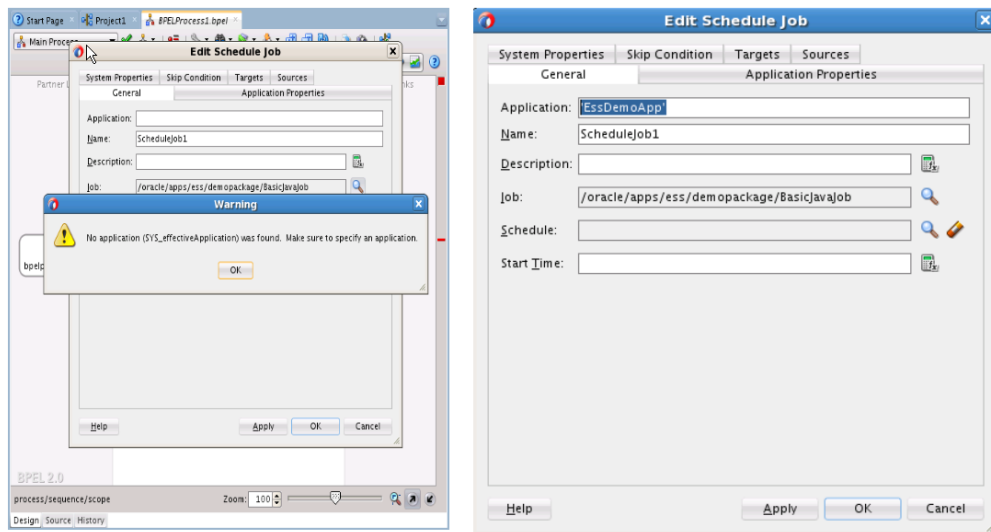 Start Page
Project1
BPELProcess1.bpel
Main Process
Edit Schedule Job
System Properties Skip Condition Targets Sources
General Application Properties
Application:
Name: ScheduleJob1
Description:
Job: /oracle/apps/ess/demopackage/BasicJavaJob
Warning
No application (SYS_effectiveApplication) was found. Make sure to specify an application.
OK
Help Apply OK Cancel
BPEL 2.0
process/sequence/scope
Zoom: 100
Design Source History
Edit Schedule Job
System Properties Skip Condition Targets Sources
General Application Properties
Application: 'EssDemoApp'
Name: ScheduleJob1
Description:
Job: /oracle/apps/ess/demopackage/BasicJavaJob
Schedule:
Start Time:
Help Apply OK Cancel